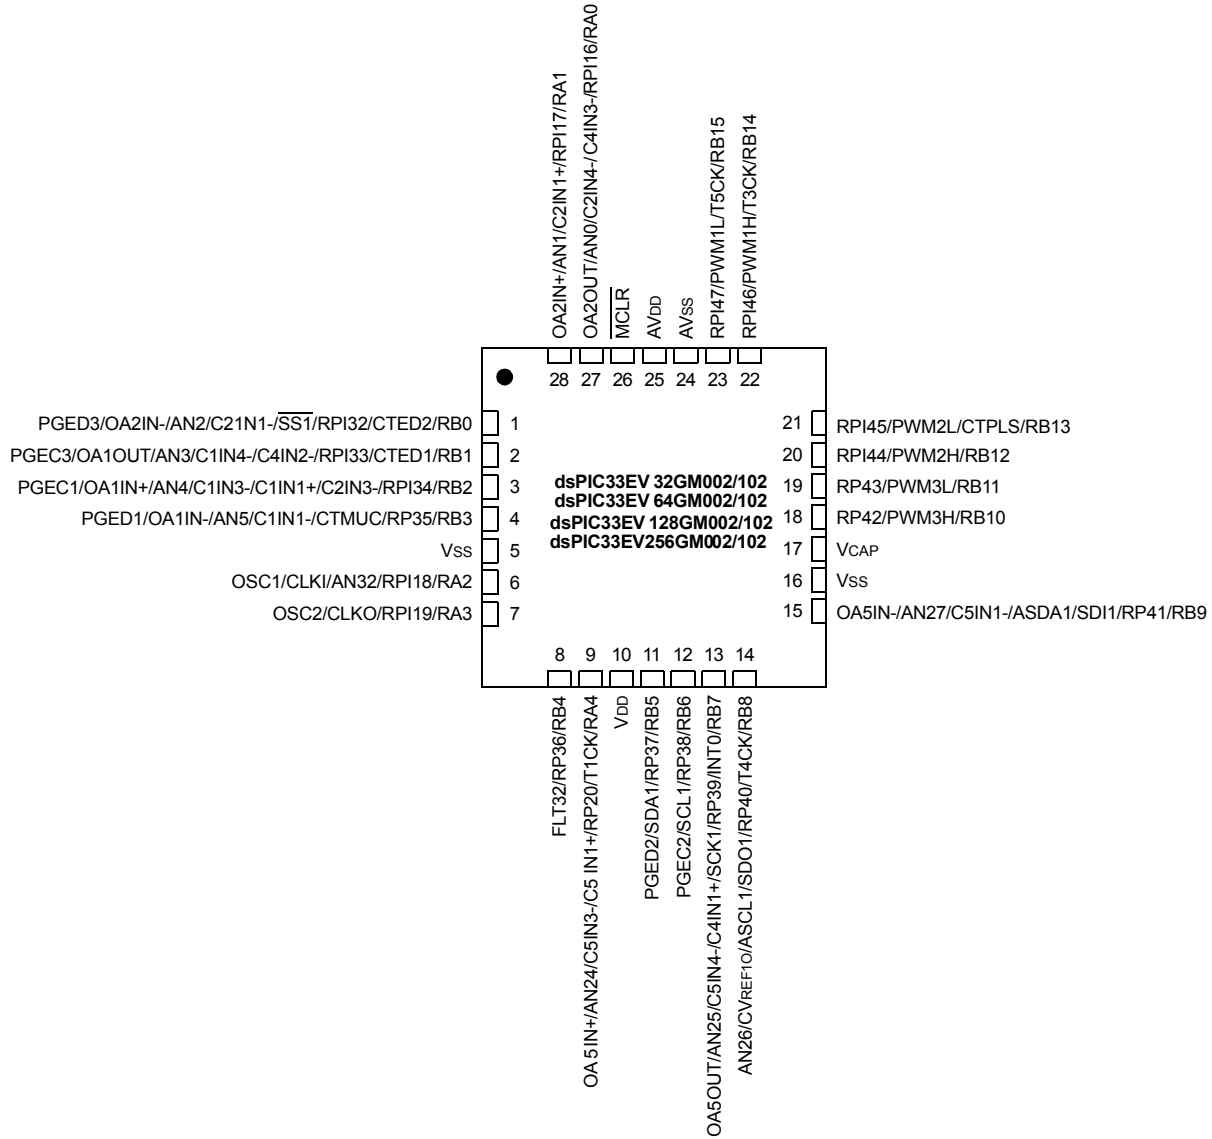 OA2IN+/AN1/C2IN1+/RPI17/RA1
OA2OUT/AN0/C2IN4-/C4IN3-/RPI16/RA0
MCLR
AVDD
AVSS
RPI47/PWM1L/T5CK/RB15
RPI46/PWM1H/T3CK/RB14
28 27 26 25 24 23 22
PGED3/OA2IN-/AN2/C21N1-/SS1/RPI32/CTED2/RB0 1
PGEC3/OA1OUT/AN3/C1IN4-/C4IN2-/RPI33/CTED1/RB1 2
PGEC1/OA1IN+/AN4/C1IN3-/C1IN1+/C2IN3-/RPI34/RB2 3
PGED1/OA1IN-/AN5/C1IN1-/CTMUC/RP35/RB3 4
VSS 5
OSC1/CLKI/AN32/RPI18/RA2 6
OSC2/CLKO/RPI19/RA3 7
dsPIC33EV 32GM002/102
dsPIC33EV 64GM002/102
dsPIC33EV 128GM002/102
dsPIC33EV256GM002/102
21 RPI45/PWM2L/CTPLS/RB13
20 RPI44/PWM2H/RB12
19 RP43/PWM3L/RB11
18 RP42/PWM3H/RB10
17 VCAP
16 VSS
15 OA5IN-/AN27/C5IN1-/ASDA1/SDI1/RP41/RB9
8 9 10 11 12 13 14
FLT32/RP36/RB4
OA 5IN+/AN24/C5IN3-/C5 IN1+/RP20/T1CK/RA4
VDD
PGED2/SDA1/RP37/RB5
PGEC2/SCL1/RP38/RB6
OA5OUT/AN25/C5IN4-/C4IN1+/SCK1/RP39/INT0/RB7
AN26/CVREF1O/ASCL1/SDO1/RP40/T4CK/RB8